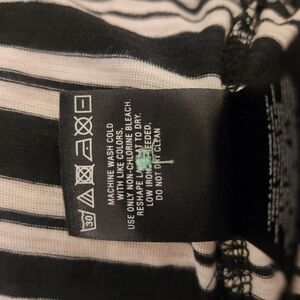 30
MACHINE WASH COLD
WITH LIKE COLORS.
USE ONLY NON-CHLORINE BLEACH.
RESHAPE LAY FLAT TO DRY.
LOW IRON IF NEEDED.
DO NOT DRY CLEAN